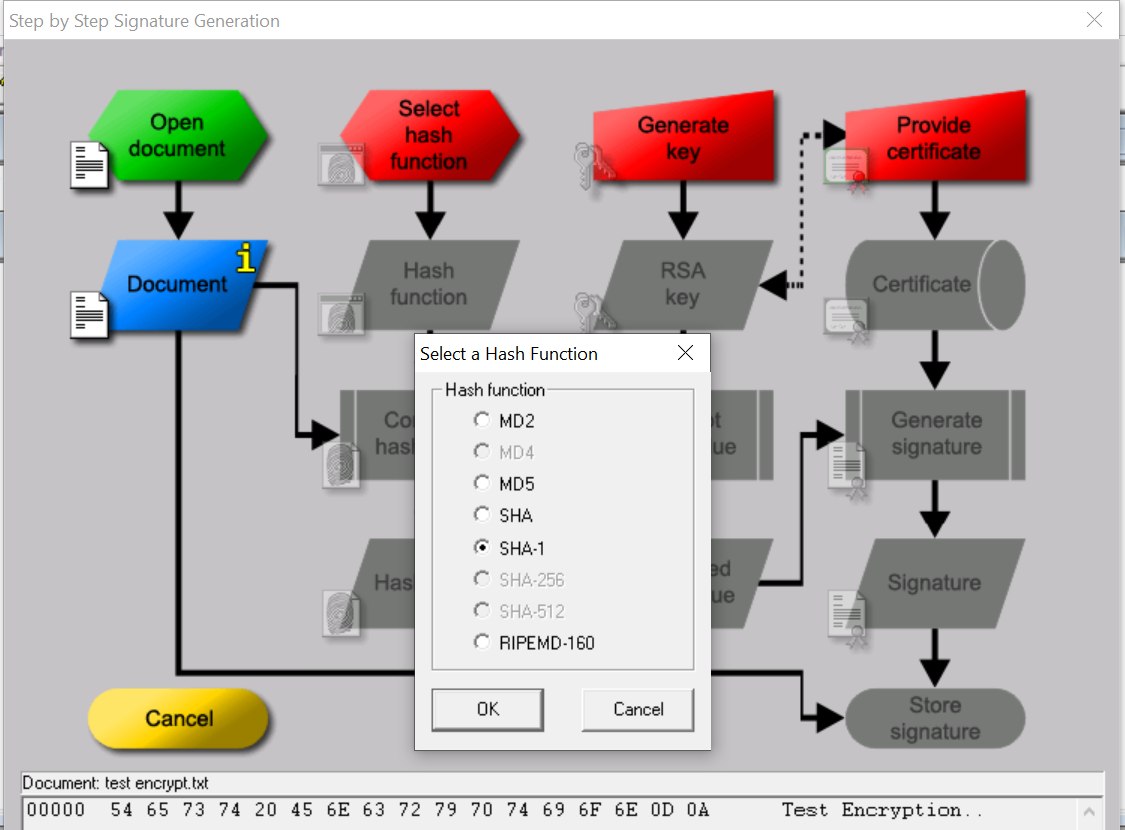 Step by Step Signature Generation
Open
document
Select
hash
function
Generate
key
Provide
certificate
Document
i
Hash
function
RSA
key
Certificate
Select a Hash Function
Hash function
MD2
MD4
MD5
SHA
SHA-1
SHA-256
SHA-512
RIPEMD-160
OK
Cancel
Generate
signature
Signature
Store
signature
Cancel
Document: test encrypt.txt
00000 54 65 73 74 20 45 6E 63 72 79 70 74 69 6F 6E 0D 0A Test Encryption..